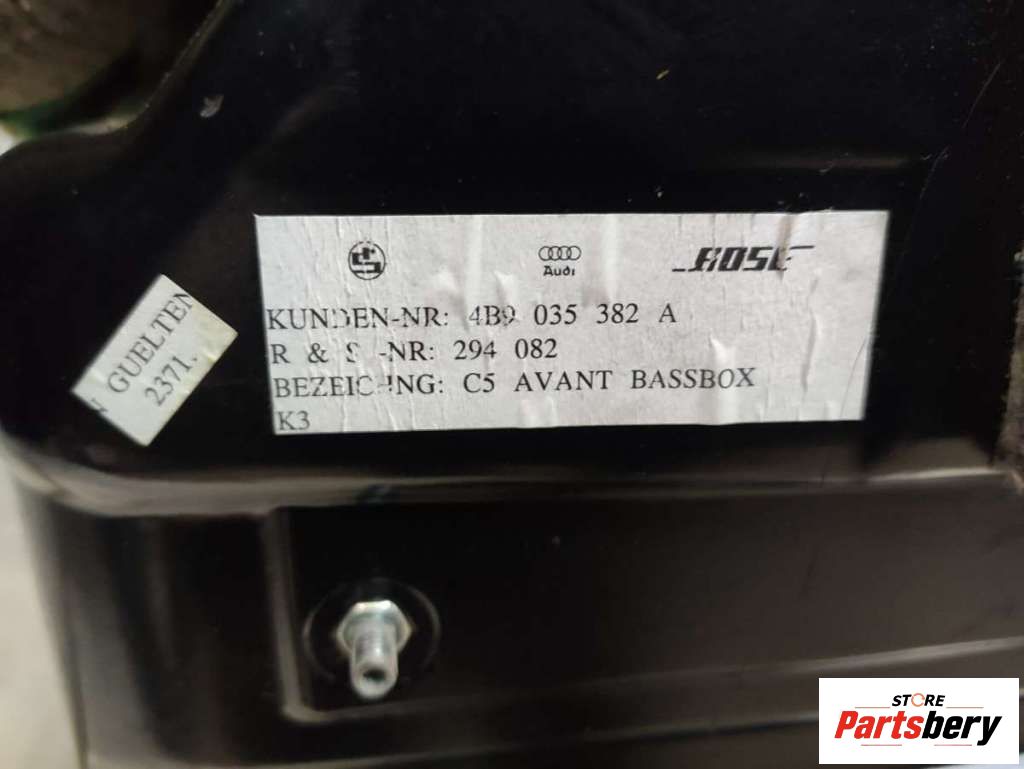 Audi
BOSE
KUNDEN-NR: 4B9 035 382 A
R & S -NR: 294 082
C5 AVANT BASSBOX
K3
GUELTEN
2371.
STORE
Partsbery